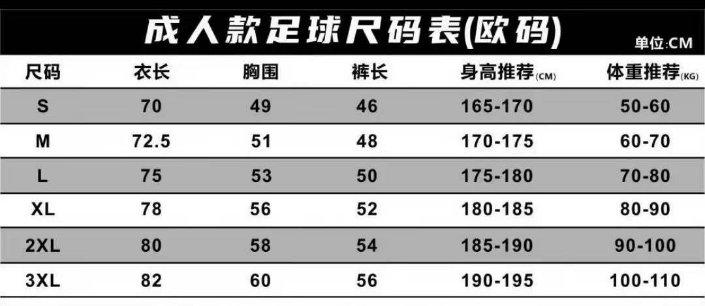 成人款足球尺码表(欧码) 单位:CM
尺码 衣长 胸围 裤长 身高推荐(CM) 体重推荐(KG)
S 70 49 46 165-170 50-60
M 72.5 51 48 170-175 60-70
L 75 53 50 175-180 70-80
XL 78 56 52 180-185 80-90
2XL 80 58 54 185-190 90-100
3XL 82 60 56 190-195 100-110